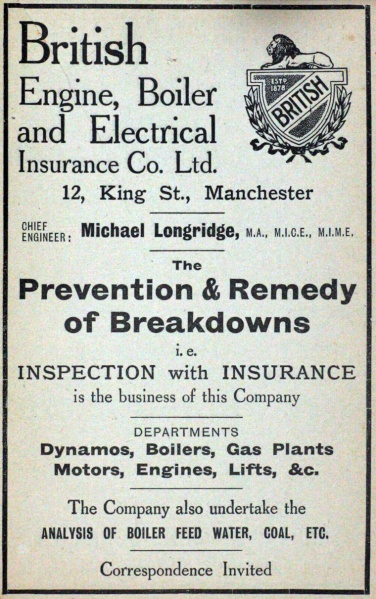 British
Engine, Boiler
and Electrical
Insurance Co. Ltd.
ESTD
1878
BRITISH
12, King St., Manchester
CHIEF
ENGINEER: Michael Longridge, M.A., M.I.C.E., M.I.M.E.
The
Prevention & Remedy
of Breakdowns
i.e.
INSPECTION with INSURANCE
is the business of this Company
DEPARTMENTS
Dynamos, Boilers, Gas Plants
Motors, Engines, Lifts, &c.
The Company also undertake the
ANALYSIS OF BOILER FEED WATER, COAL, ETC.
Correspondence Invited